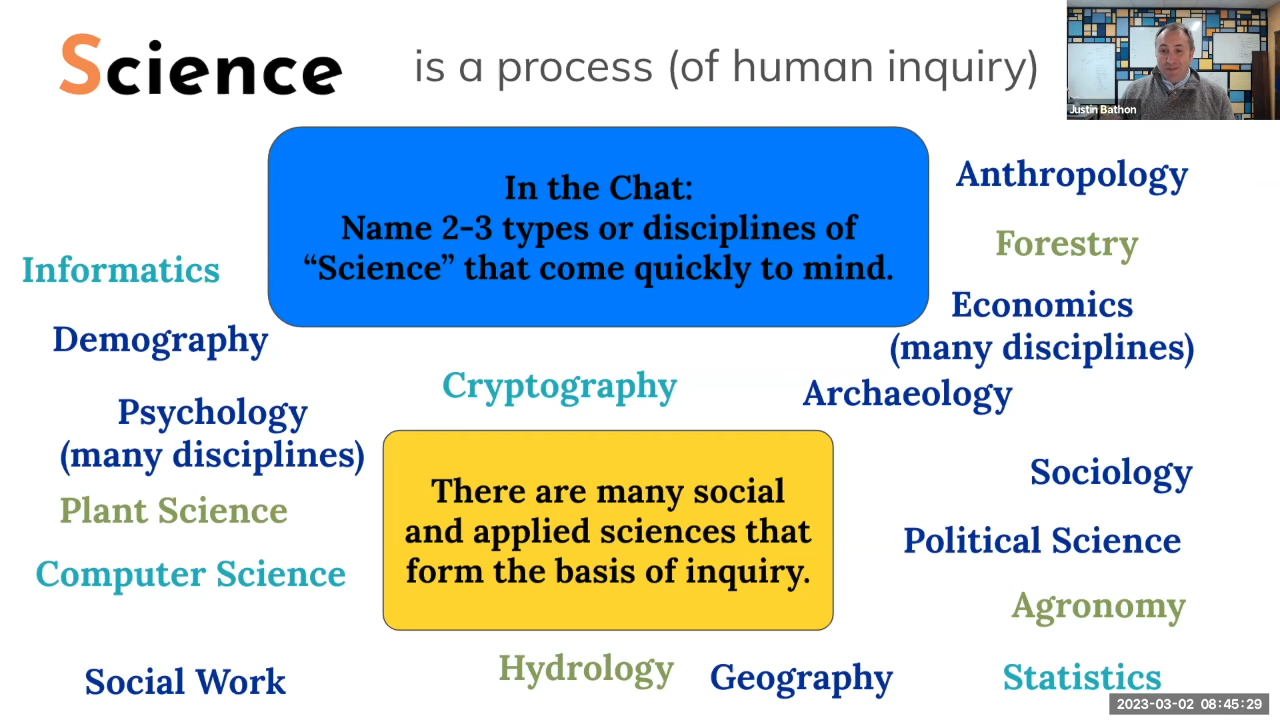 Science
is a process (of human inquiry)
Justin Bathon
In the Chat:
Name 2-3 types or disciplines of
“Science” that come quickly to mind.
Anthropology
Forestry
Informatics
Economics
(many disciplines)
Demography
Cryptography
Archaeology
Psychology
(many disciplines)
There are many social
and applied sciences that
form the basis of inquiry.
Sociology
Plant Science
Political Science
Computer Science
Agronomy
Social Work
Hydrology
Geography
Statistics
2023-03-02 08:45:29